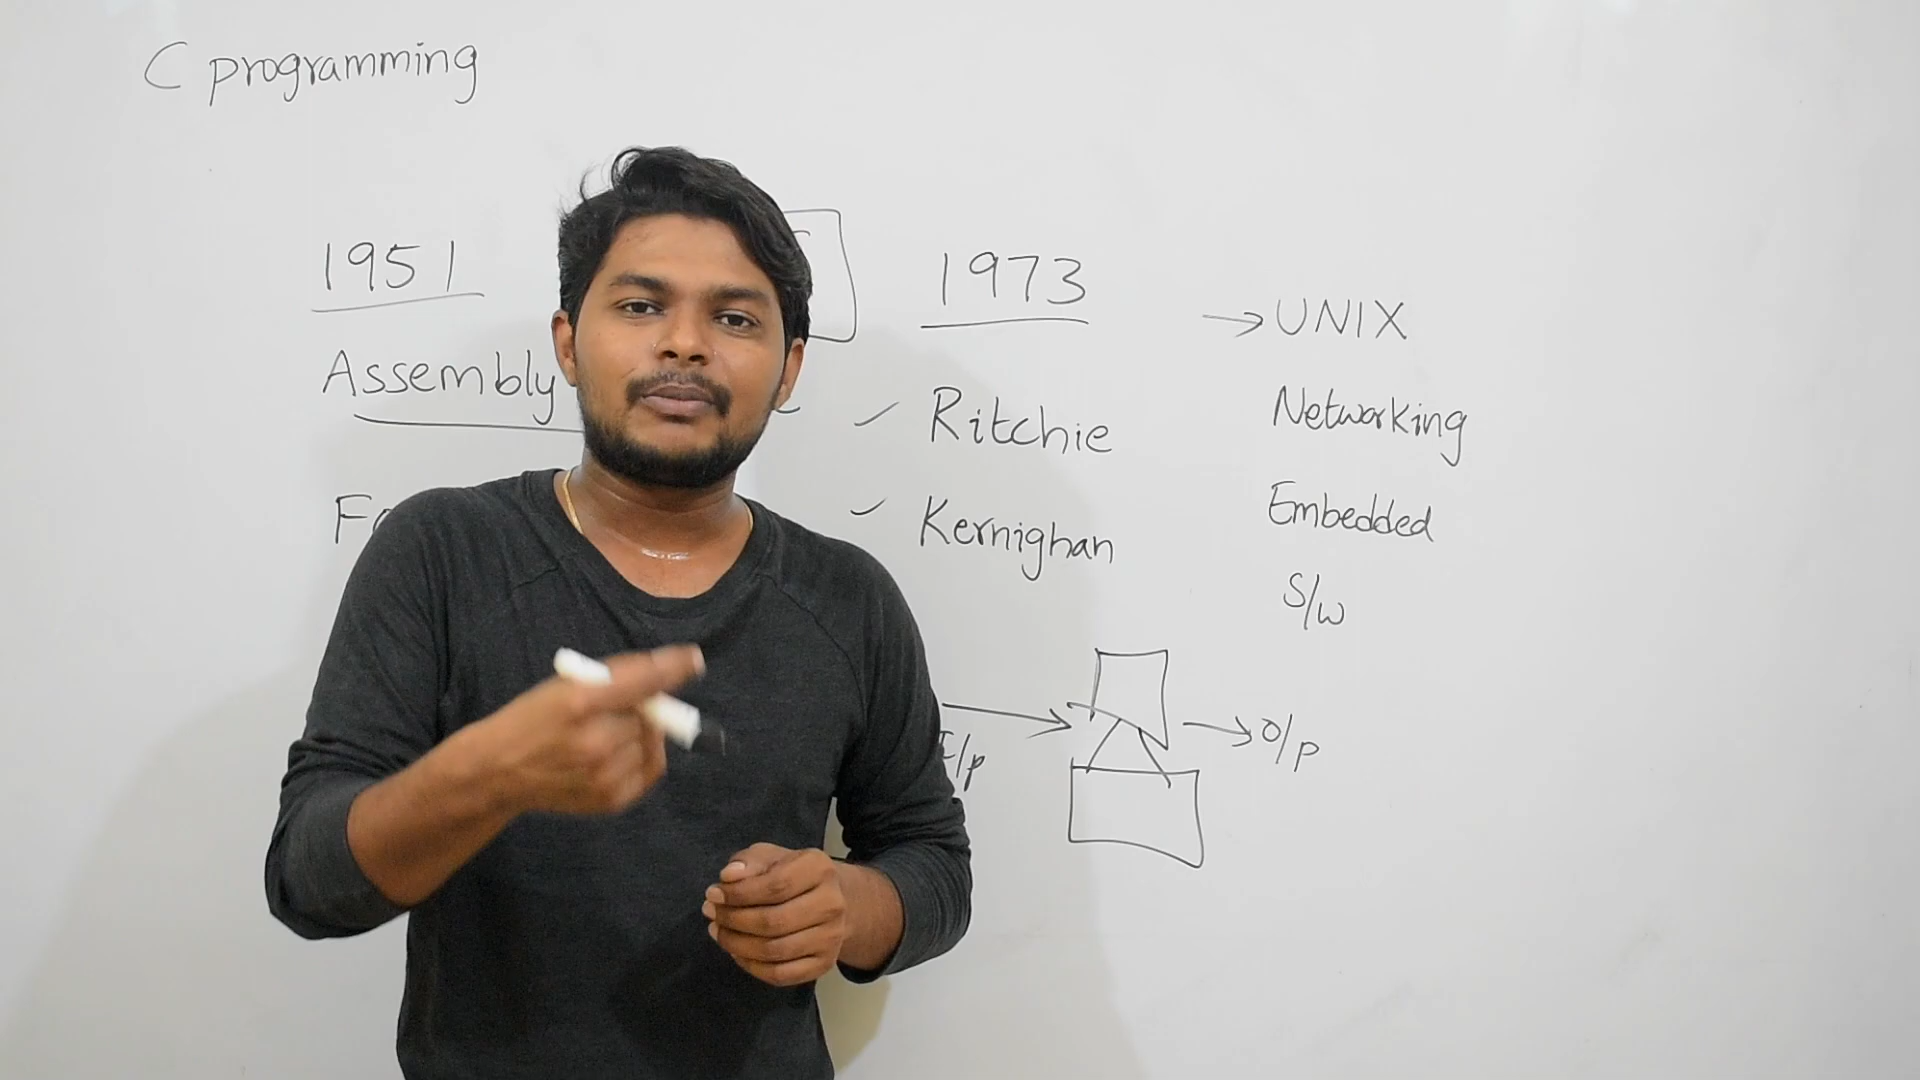 C programming
1951
1973
→ UNIX
Assembly
Ritchie
Networking
Kernighan
Embedded
S/w
I/p
O/p